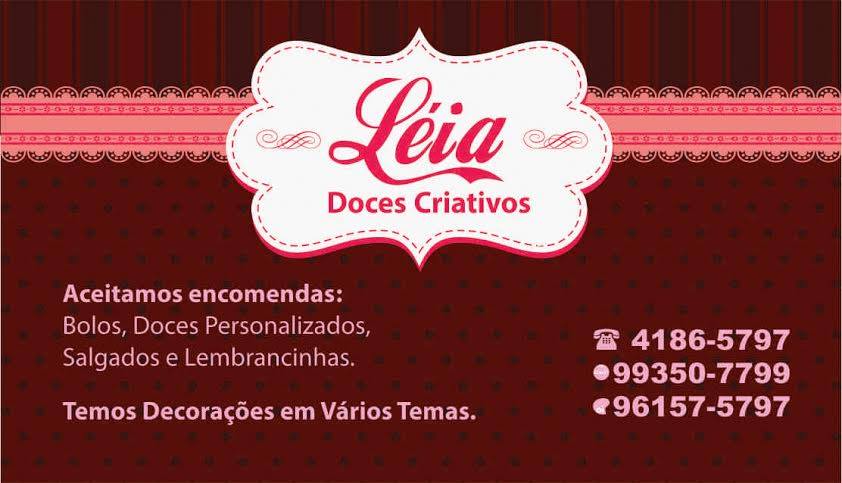 Léia
Doces Criativos
Aceitamos encomendas:
Bolos, Doces Personalizados,
Salgados e Lembrancinhas.
Temos Decorações em Vários Temas.
4186-5797
99350-7799
96157-5797